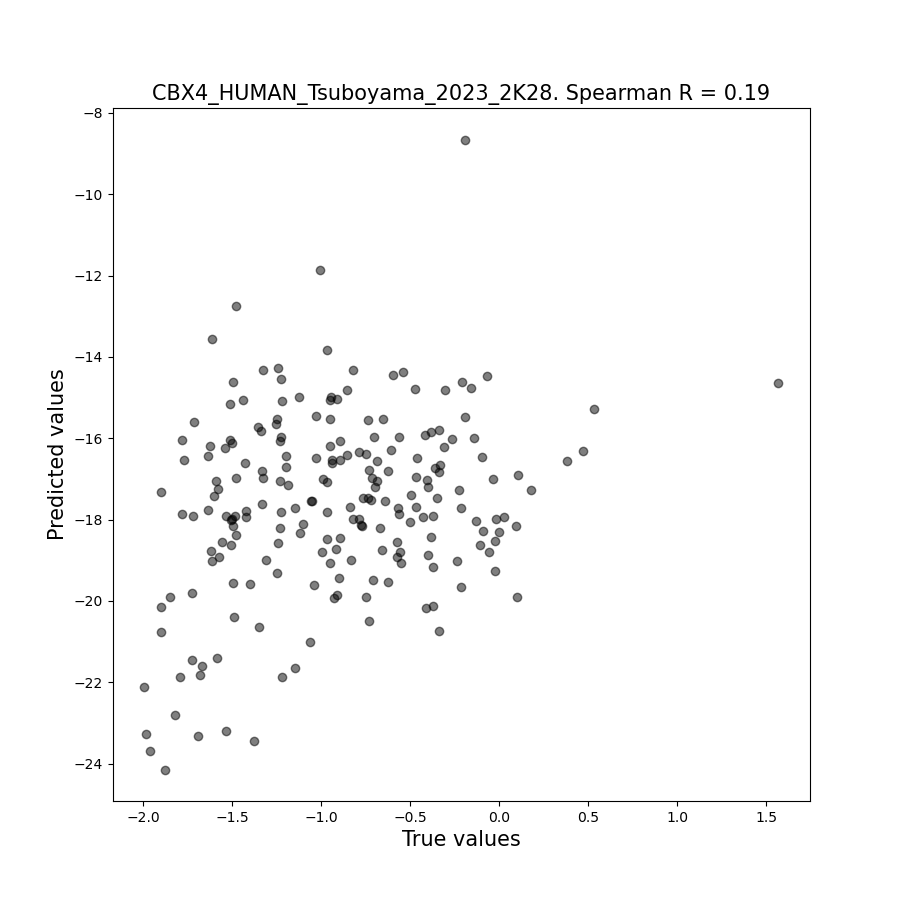 CBX4_HUMAN_Tsuboyama_2023_2K28. Spearman R = 0.19
−8
−10
−12
−14
−16
−18
−20
−22
−24
Predicted values
−2.0 −1.5 −1.0 −0.5 0.0 0.5 1.0 1.5
True values